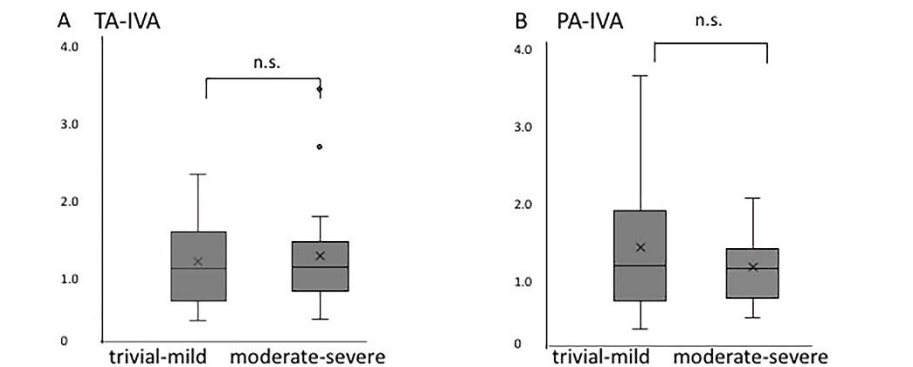 A TA-IVA
4.0
n.s.
3.0
2.0
1.0
0
trivial-mild moderate-severe
B PA-IVA
n.s.
4.0
3.0
2.0
1.0
0
trivial-mild moderate-severe